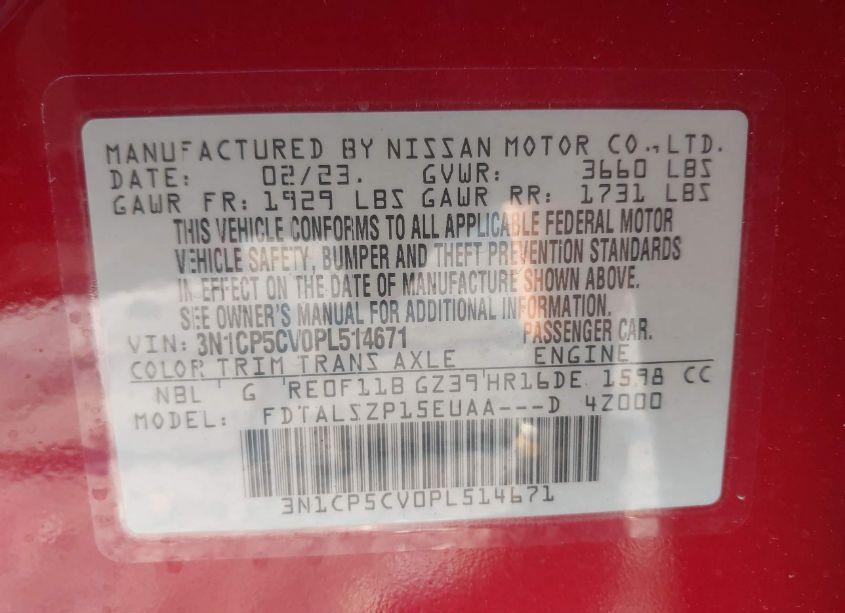 MANUFACTURED BY NISSAN MOTOR CO.,LTD.
DATE: 02/23. GVWR: 3660 LBS
GAWR FR: 1929 LBS GAWR RR: 1731 LBS
THIS VEHICLE CONFORMS TO ALL APPLICABLE FEDERAL MOTOR
VEHICLE SAFETY, BUMPER AND THEFT PREVENTION STANDARDS
IN EFFECT ON THE DATE OF MANUFACTURE SHOWN ABOVE.
SEE OWNER'S MANUAL FOR ADDITIONAL INFORMATION.
VIN: 3N1CP5CV0PL514671 PASSENGER CAR.
COLOR TRIM TRANS AXLE ENGINE
NBL G RE0F11B GZ39 HR16DE 1598 CC
MODEL: FDTALSZP15EUAA---D 4Z000
3N1CP5CV0PL514671